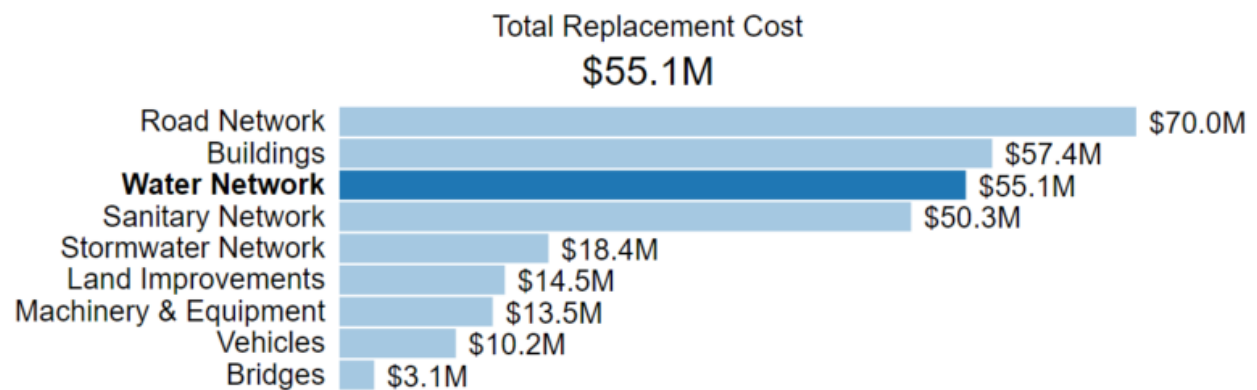 Total Replacement Cost
$55.1M
Road Network $70.0M
Buildings $57.4M
Water Network $55.1M
Sanitary Network $50.3M
Stormwater Network $18.4M
Land Improvements $14.5M
Machinery & Equipment $13.5M
Vehicles $10.2M
Bridges $3.1M